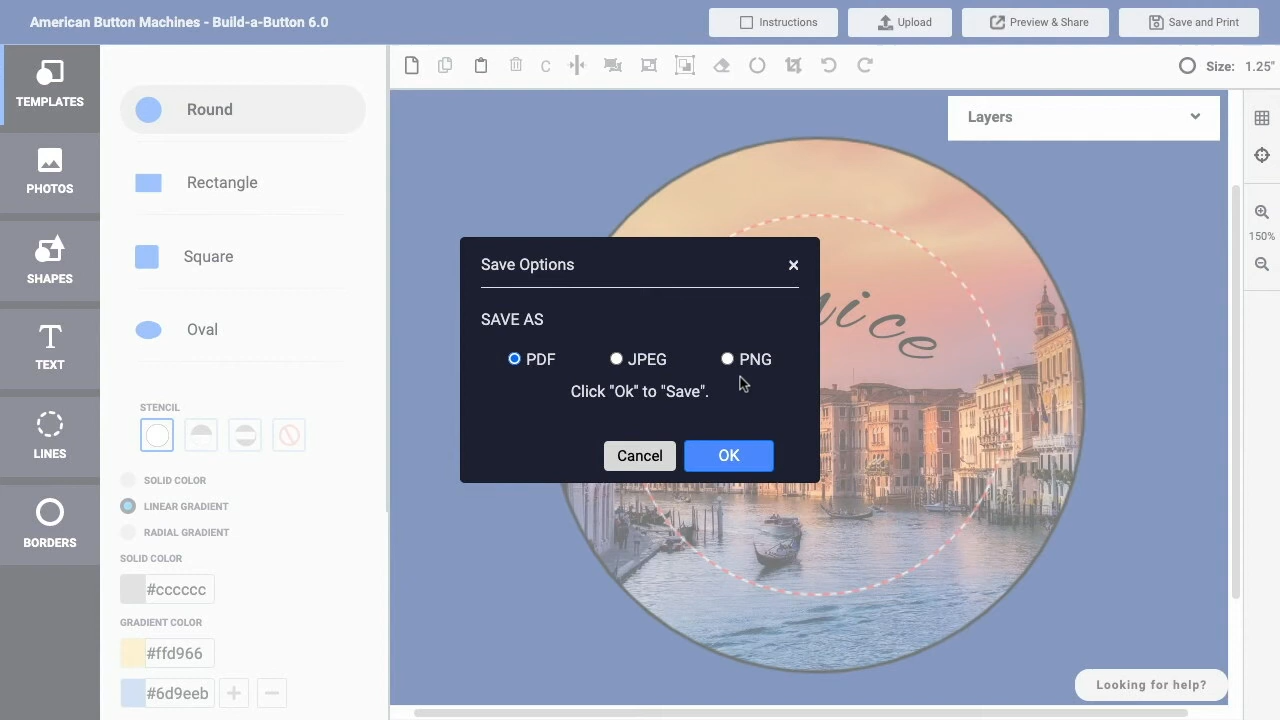 American Button Machines - Build-a-Button 6.0
Instructions
Upload
Preview & Share
Save and Print
TEMPLATES
PHOTOS
SHAPES
TEXT
LINES
BORDERS
Round
Rectangle
Square
Oval
STENCIL
SOLID COLOR
LINEAR GRADIENT
RADIAL GRADIENT
SOLID COLOR
#cccccc
GRADIENT COLOR
#ffd966
#6d9eeb
C
Size: 1.25"
Layers
150%
Save Options
SAVE AS
PDF JPEG PNG
Click "Ok" to "Save".
Cancel OK
Looking for help?